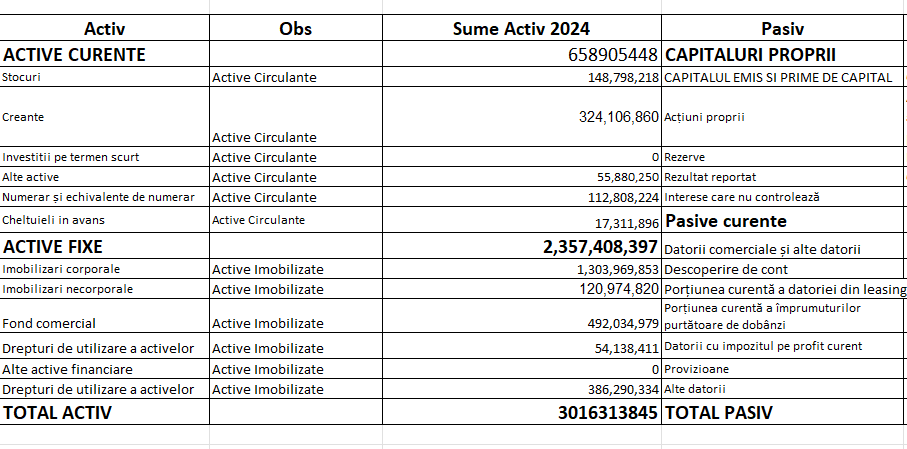 Activ Obs Sume Activ 2024 Pasiv
ACTIVE CURENTE 658905448 CAPITALURI PROPRII
Stocuri Active Circulante 148,798,218 CAPITALUL EMIS SI PRIME DE CAPITAL
Creante Active Circulante 324,106,860 Acțiuni proprii
Investitii pe termen scurt Active Circulante 0 Rezerve
Alte active Active Circulante 55,880,250 Rezultat reportat
Numerar și echivalente de numerar Active Circulante 112,808,224 Interese care nu controlează
Cheltuieli in avans Active Circulante 17,311,896 Pasive curente
ACTIVE FIXE 2,357,408,397 Datorii comerciale și alte datorii
Imobilizari corporale Active Imobilizate 1,303,969,853 Descoperire de cont
Imobilizari necorporale Active Imobilizate 120,974,820 Porțiunea curentă a datoriei din leasing
Fond comercial Active Imobilizate 492,034,979 Porțiunea curentă a împrumuturilor
purtătoare de dobânzi
Drepturi de utilizare a activelor Active Imobilizate 54,138,411 Datorii cu impozitul pe profit curent
Alte active financiare Active Imobilizate 0 Provizioane
Drepturi de utilizare a activelor Active Imobilizate 386,290,334 Alte datorii
TOTAL ACTIV 3016313845 TOTAL PASIV